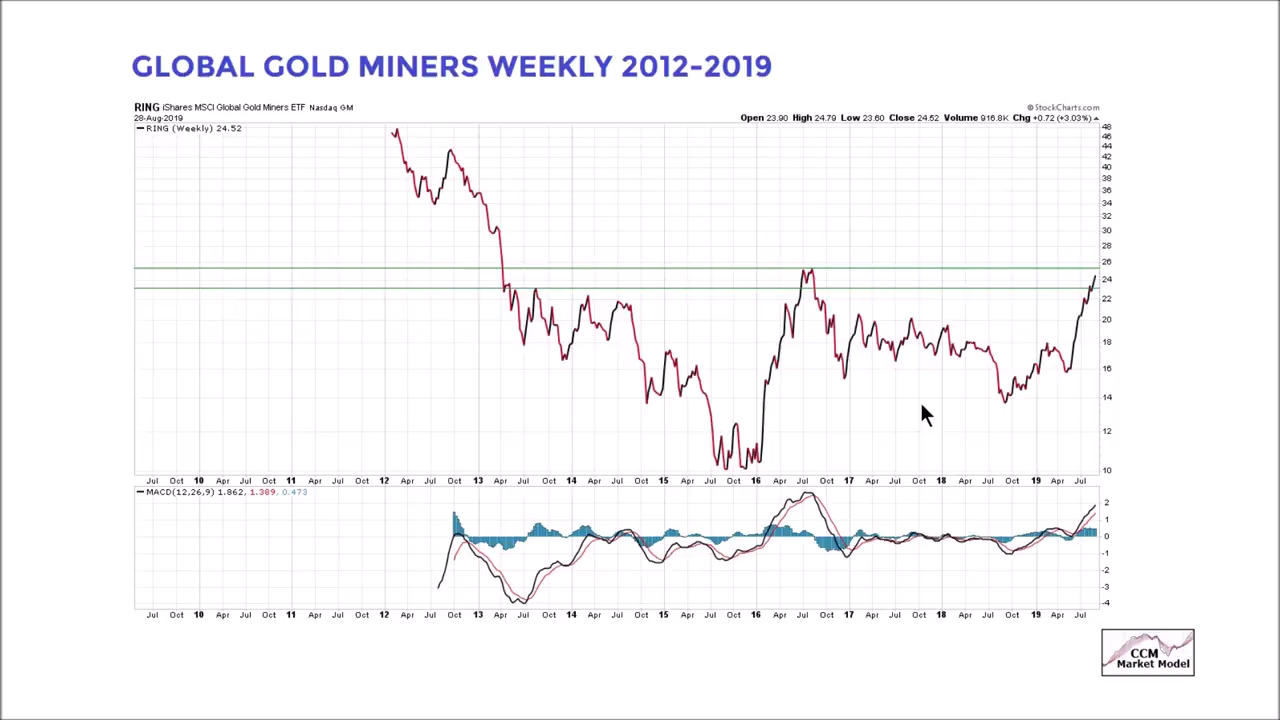 GLOBAL GOLD MINERS WEEKLY 2012-2019
RING iShares MSCI Global Gold Miners ETF Nasdaq GM
© StockCharts.com
28-Aug-2019
Open 23.90 High 24.79 Low 23.60 Close 24.52 Volume 916.8K Chg +0.72 (+3.03%)
RING (Weekly) 24.52
48
46
44
42
40
38
36
34
32
30
28
26
24
22
20
18
16
14
12
10
Jul Oct 10 Apr Jul Oct 11 Apr Jul Oct 12 Apr Jul Oct 13 Apr Jul Oct 14 Apr Jul Oct 15 Apr Jul Oct 16 Apr Jul Oct 17 Apr Jul Oct 18 Apr Jul Oct 19 Apr Jul
MACD(12,26,9) 1.862, 1.389, 0.473
2
1
0
-1
-2
-3
-4
Jul Oct 10 Apr Jul Oct 11 Apr Jul Oct 12 Apr Jul Oct 13 Apr Jul Oct 14 Apr Jul Oct 15 Apr Jul Oct 16 Apr Jul Oct 17 Apr Jul Oct 18 Apr Jul Oct 19 Apr Jul
CCM
Market Model